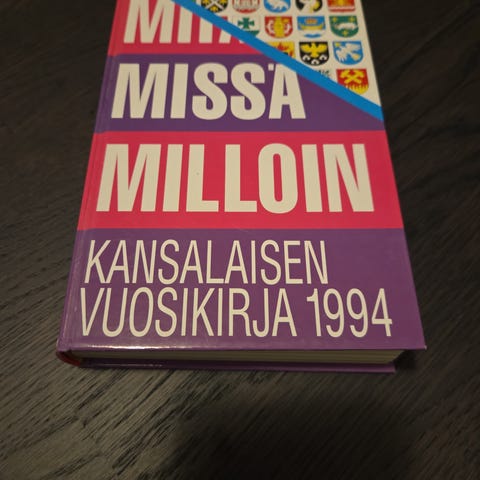 MISSÄ
MILLOIN
KANSALAISEN
VUOSIKIRJA 1994